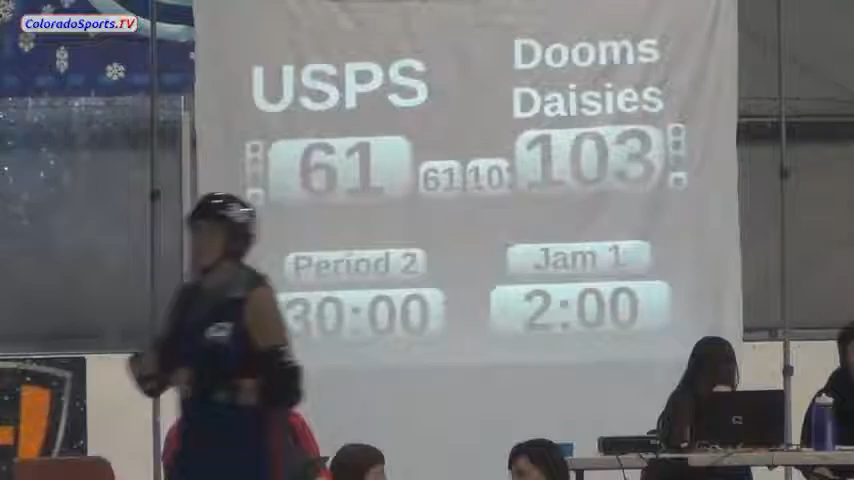 ColoradoSports.TV
USPS
Dooms
Daisies
61
61
103
Period 2
Jam 1
30:00
2:00